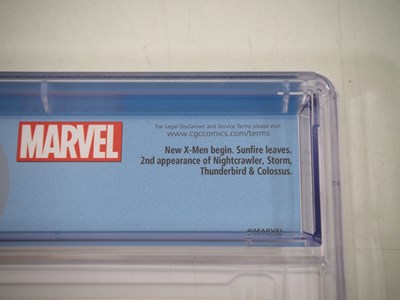 For Legal Disclaimer and Service Terms please visit
www.cgccomics.com/terms
MARVEL
New X-Men begin. Sunfire leaves.
2nd appearance of Nightcrawler, Storm,
Thunderbird & Colossus.
©MARVEL